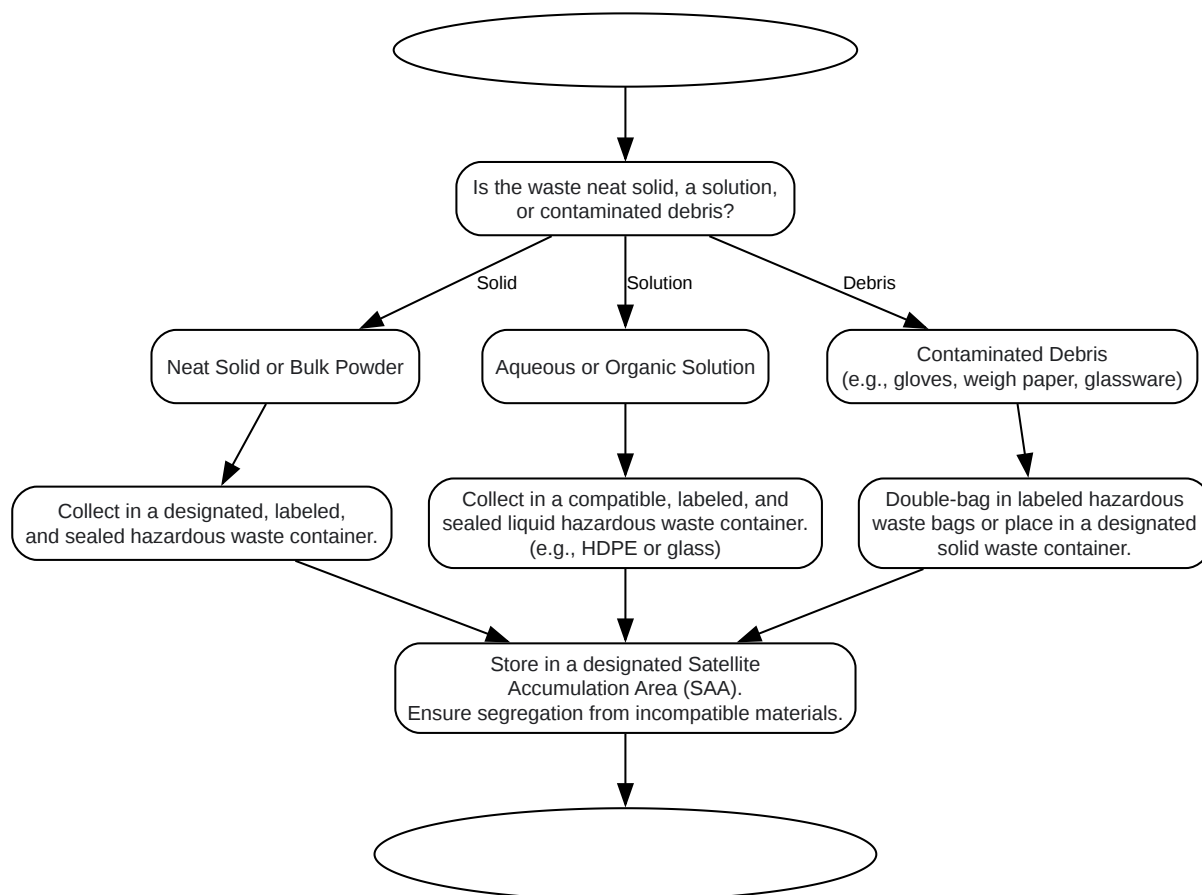 Is the waste neat solid, a solution,
or contaminated debris?
Solid
Solution
Debris
Neat Solid or Bulk Powder
Aqueous or Organic Solution
Contaminated Debris
(e.g., gloves, weigh paper, glassware)
Collect in a designated, labeled,
and sealed hazardous waste container.
Collect in a compatible, labeled, and
sealed liquid hazardous waste container.
(e.g., HDPE or glass)
Double-bag in labeled hazardous
waste bags or place in a designated
solid waste container.
Store in a designated Satellite
Accumulation Area (SAA).
Ensure segregation from incompatible materials.